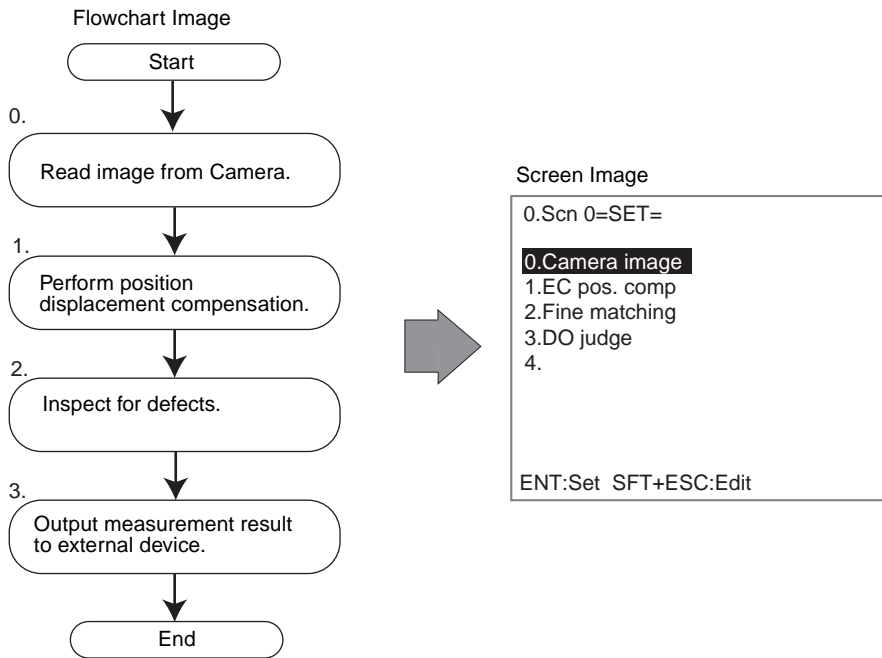 Flowchart Image
Start
0.
Read image from Camera.
1.
Perform position
displacement compensation.
2.
Inspect for defects.
3.
Output measurement result
to external device.
End
Screen Image
0.Scn 0=SET=
0.Camera image
1.EC pos. comp
2.Fine matching
3.DO judge
4.
ENT:Set  SFT+ESC:Edit